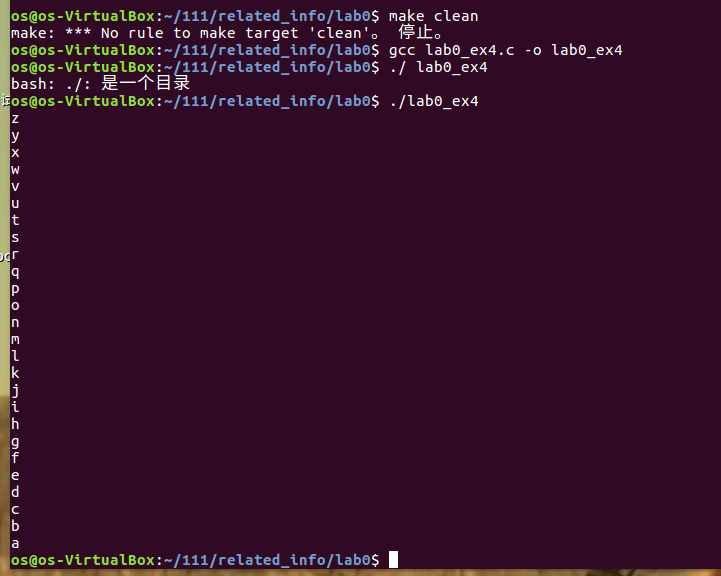 os@os-VirtualBox:~/111/related_info/lab0$ make clean
make: *** No rule to make target 'clean'。 停止。
os@os-VirtualBox:~/111/related_info/lab0$ gcc lab0_ex4.c -o lab0_ex4
os@os-VirtualBox:~/111/related_info/lab0$ ./ lab0_ex4
bash: ./: 是一个目录
os@os-VirtualBox:~/111/related_info/lab0$ ./lab0_ex4
z
y
x
w
v
u
t
s
r
q
p
o
n
m
l
k
j
i
h
g
f
e
d
c
b
a
os@os-VirtualBox:~/111/related_info/lab0$